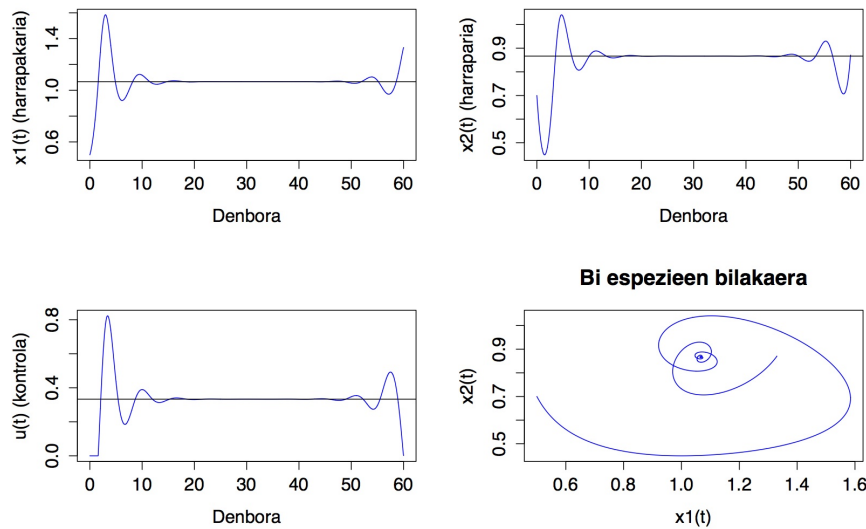 x1(t) (harrapakaria)
0.6 1.0 1.4
0 10 20 30 40 50 60
Denbora
x2(t) (harraparia)
0.5 0.7 0.9
0 10 20 30 40 50 60
Denbora
u(t) (kontrola)
0.0 0.4 0.8
0 10 20 30 40 50 60
Denbora
Bi espezieen bilakaera
x2(t)
0.5 0.7 0.9
0.6 0.8 1.0 1.2 1.4 1.6
x1(t)